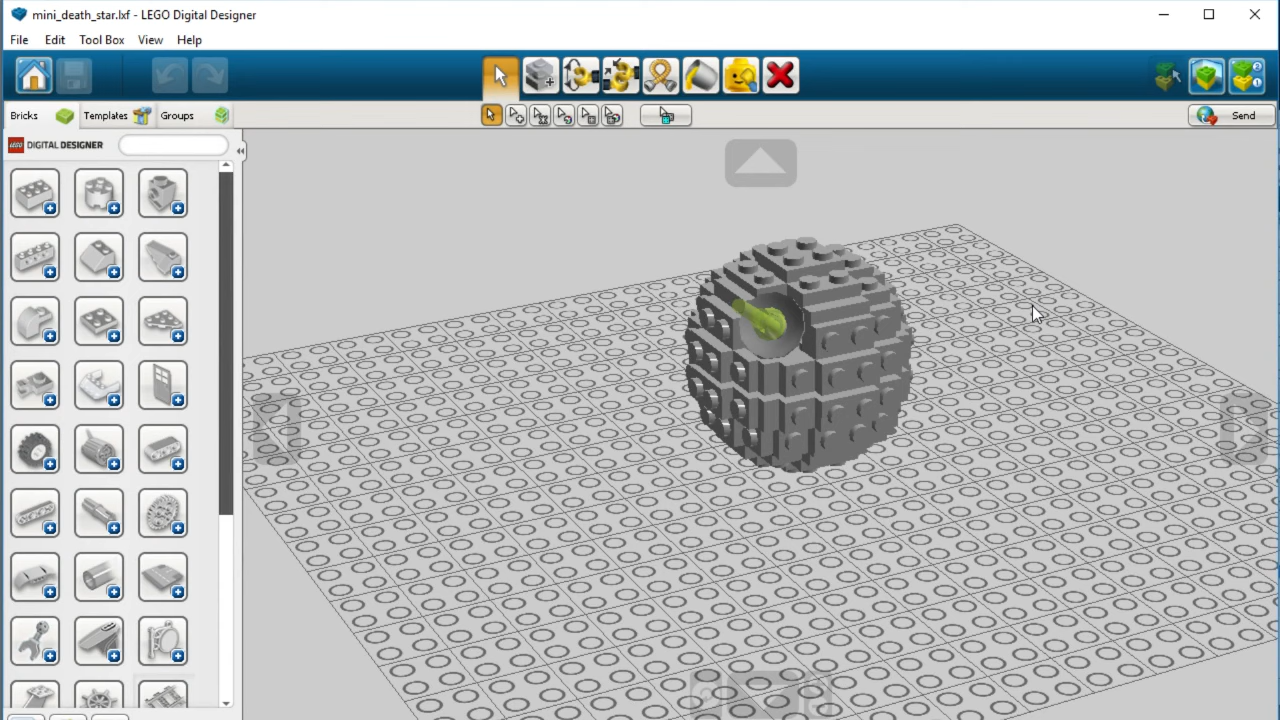 mini_death_star.lxf - LEGO Digital Designer
File Edit Tool Box View Help
Bricks Templates Groups
Send
LEGO DIGITAL DESIGNER